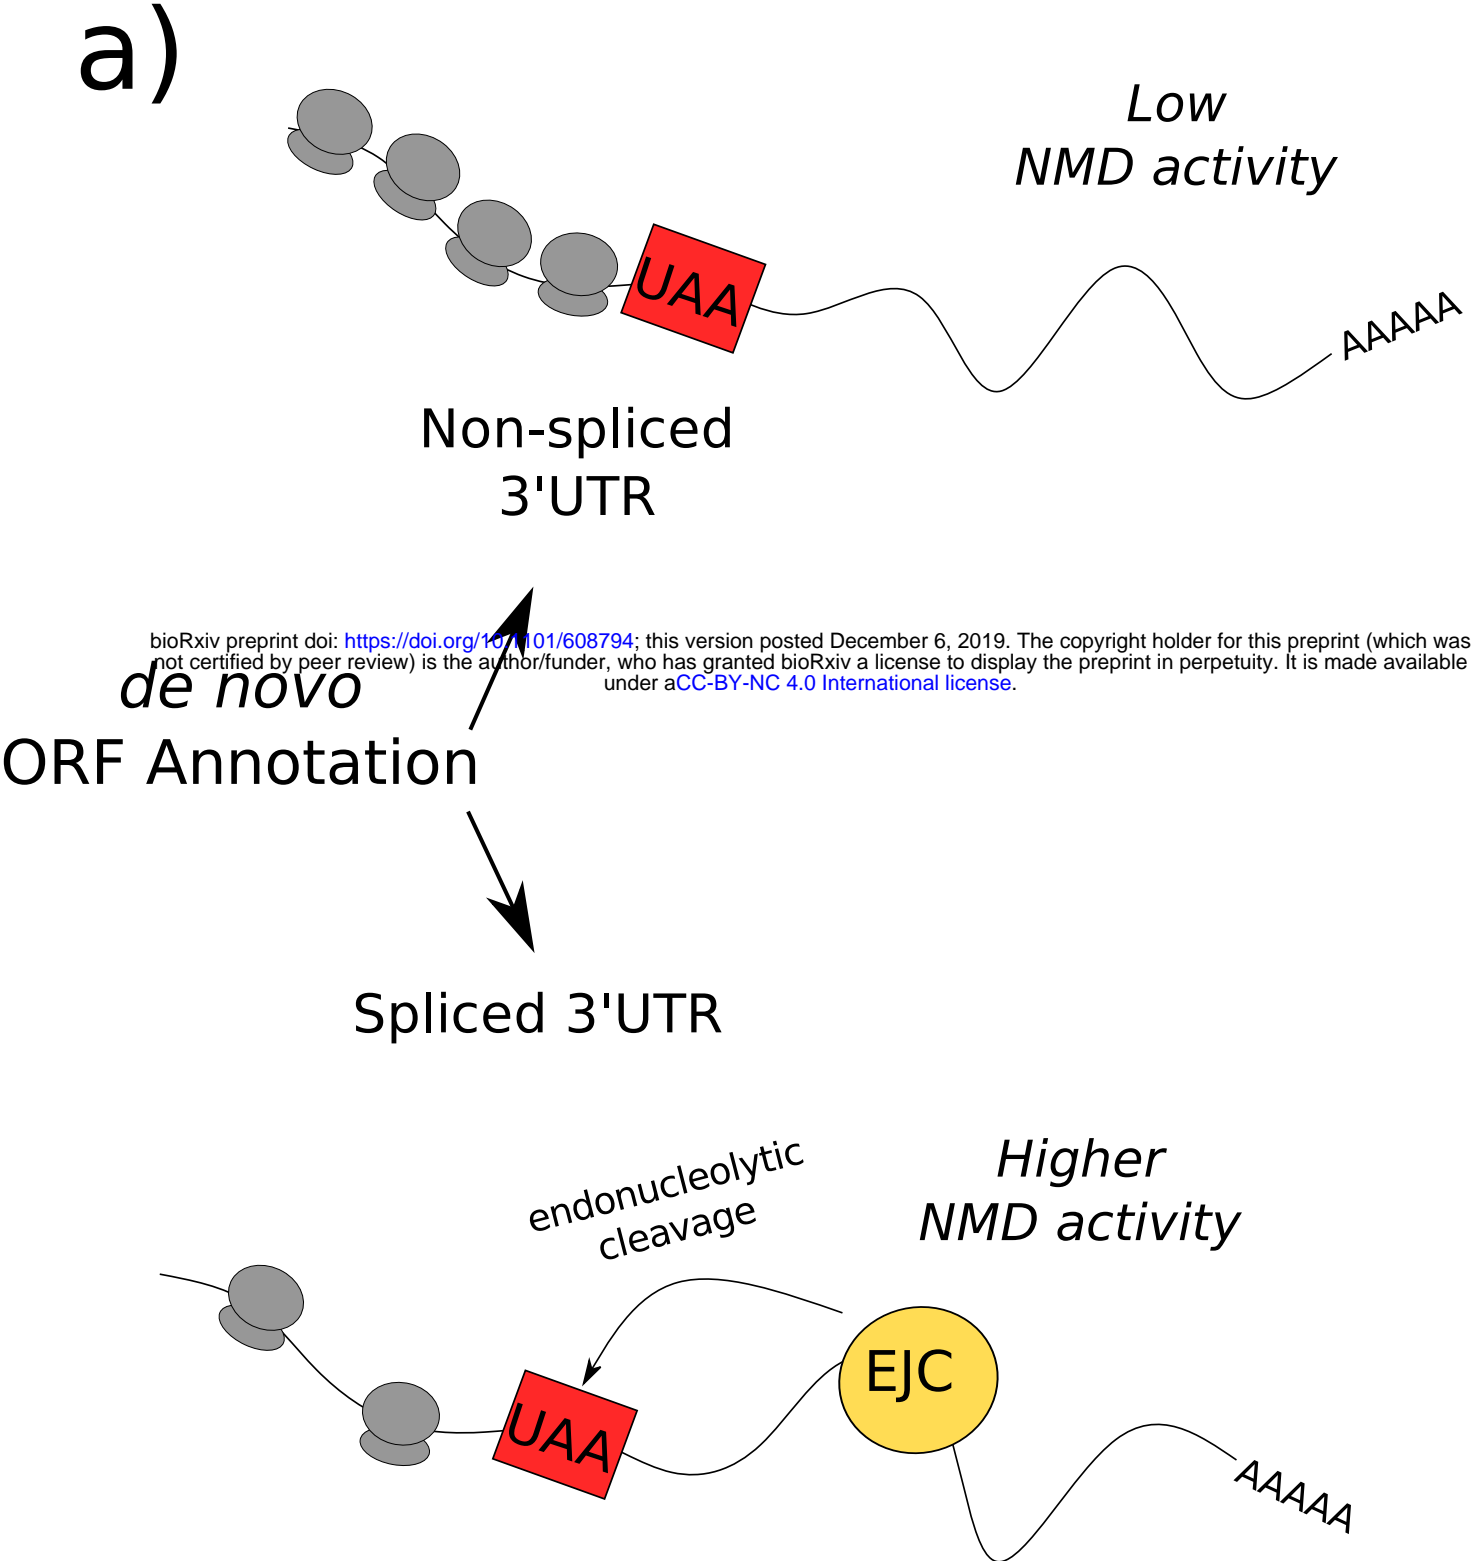 a)
Low
NMD activity
UAA
AAAAA
Non-spliced
3'UTR
bioRxiv preprint doi: https://doi.org/10.1101/608794; this version posted December 6, 2019. The copyright holder for this preprint (which was
not certified by peer review) is the author/funder, who has granted bioRxiv a license to display the preprint in perpetuity. It is made available
under aCC-BY-NC 4.0 International license.
de novo
ORF Annotation
Spliced 3'UTR
endonucleolytic
cleavage
Higher
NMD activity
EJC
UAA
AAAAA